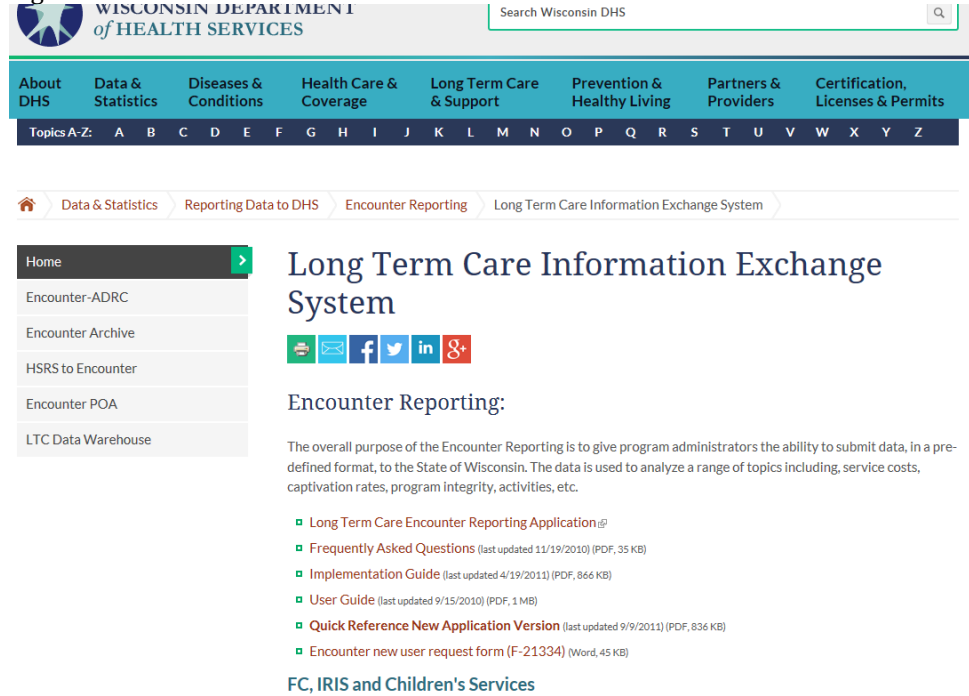 WISCONSIN DEPARTMENT
of HEALTH SERVICES
Search Wisconsin DHS
About DHS
Data & Statistics
Diseases & Conditions
Health Care & Coverage
Long Term Care & Support
Prevention & Healthy Living
Partners & Providers
Certification, Licenses & Permits
Topics A-Z: A B C D E F G H I J K L M N O P Q R S T U V W X Y Z
Data & Statistics Reporting Data to DHS Encounter Reporting Long Term Care Information Exchange System
Home
Encounter-ADRC
Encounter Archive
HSRS to Encounter
Encounter POA
LTC Data Warehouse
Long Term Care Information Exchange
System
f in g+
Encounter Reporting:
The overall purpose of the Encounter Reporting is to give program administrators the ability to submit data, in a pre-
defined format, to the State of Wisconsin. The data is used to analyze a range of topics including, service costs,
captivation rates, program integrity, activities, etc.
Long Term Care Encounter Reporting Application
Frequently Asked Questions (last updated 11/19/2010) (PDF, 35 KB)
Implementation Guide (last updated 4/19/2011) (PDF, 866 KB)
User Guide (last updated 9/15/2010) (PDF, 1 MB)
Quick Reference New Application Version (last updated 9/9/2011) (PDF, 836 KB)
Encounter new user request form (F-21334) (Word, 45 KB)
FC, IRIS and Children's Services